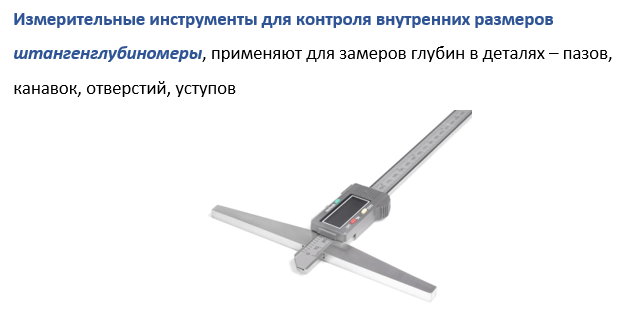 Измерительные инструменты для контроля внутренних размеров
штангенглубиномеры, применяют для замеров глубин в деталях – пазов,
канавок, отверстий, уступов